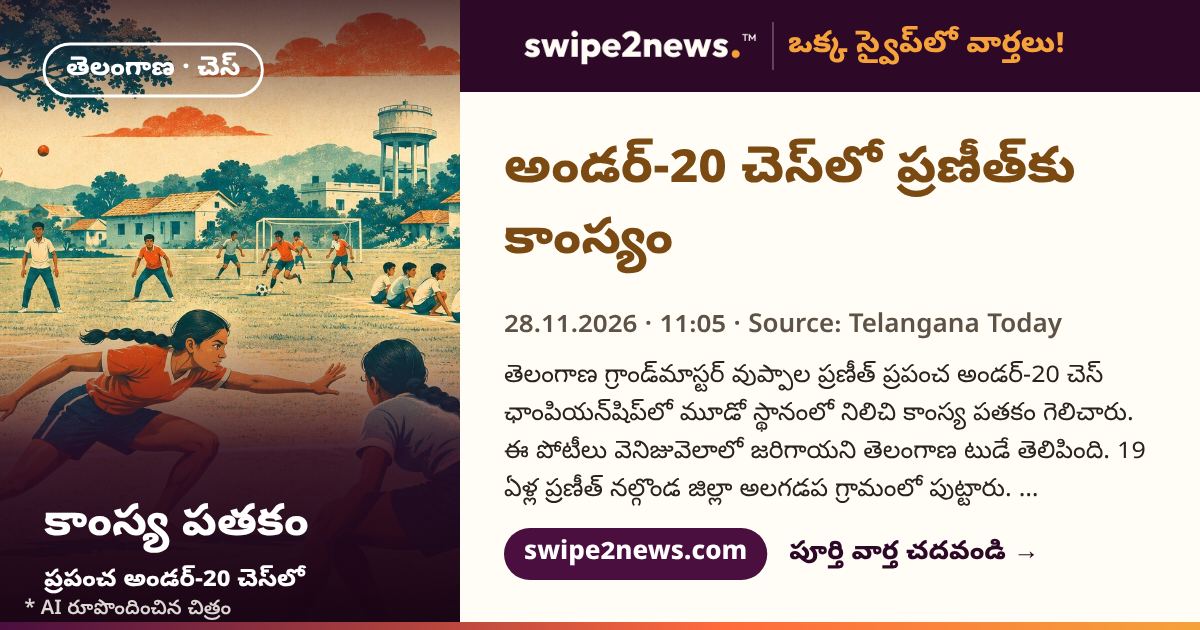 తెలంగాణ · చెస్
swipe2news.™
ఒక్క స్వైప్‌లో వార్తలు!
అండర్-20 చెస్‌లో ప్రణీత్‌కు
కాంస్యం
28.11.2026 · 11:05 · Source: Telangana Today
తెలంగాణ గ్రాండ్‌మాస్టర్ వుప్పాల ప్రణీత్ ప్రపంచ అండర్-20 చెస్
ఛాంపియన్‌షిప్‌లో మూడో స్థానంలో నిలిచి కాంస్య పతకం గెలిచారు.
ఈ పోటీలు వెనిజువెలాలో జరిగాయని తెలంగాణ టుడే తెలిపింది. 19
ఏళ్ల ప్రణీత్ నల్గొండ జిల్లా అలగడప గ్రామంలో పుట్టారు. ...
swipe2news.com
పూర్తి వార్త చదవండి →
కాంస్య పతకం
ప్రపంచ అండర్-20 చెస్‌లో
* AI రూపొందించిన చిత్రం